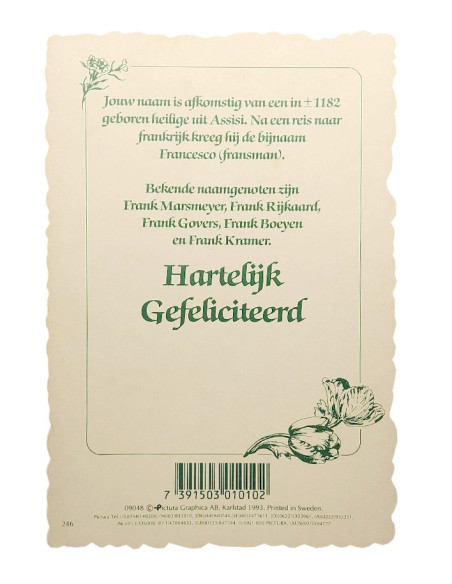 Jouw naam is afkomstig van een in ± 1182
geboren heilige uit Assisi. Na een reis naar
frankrijk kreeg hij de bijnaam
Francesco (fransman).
Bekende naamgenoten zijn
Frank Marsmeyer, Frank Rijkaard,
Frank Govers, Frank Boeyen
en Frank Kramer.
Hartelijk
Gefeliciteerd
7 391503 010102
09048 © Pictura Graphica AB, Karlstad 1993. Printed in Sweden.
246